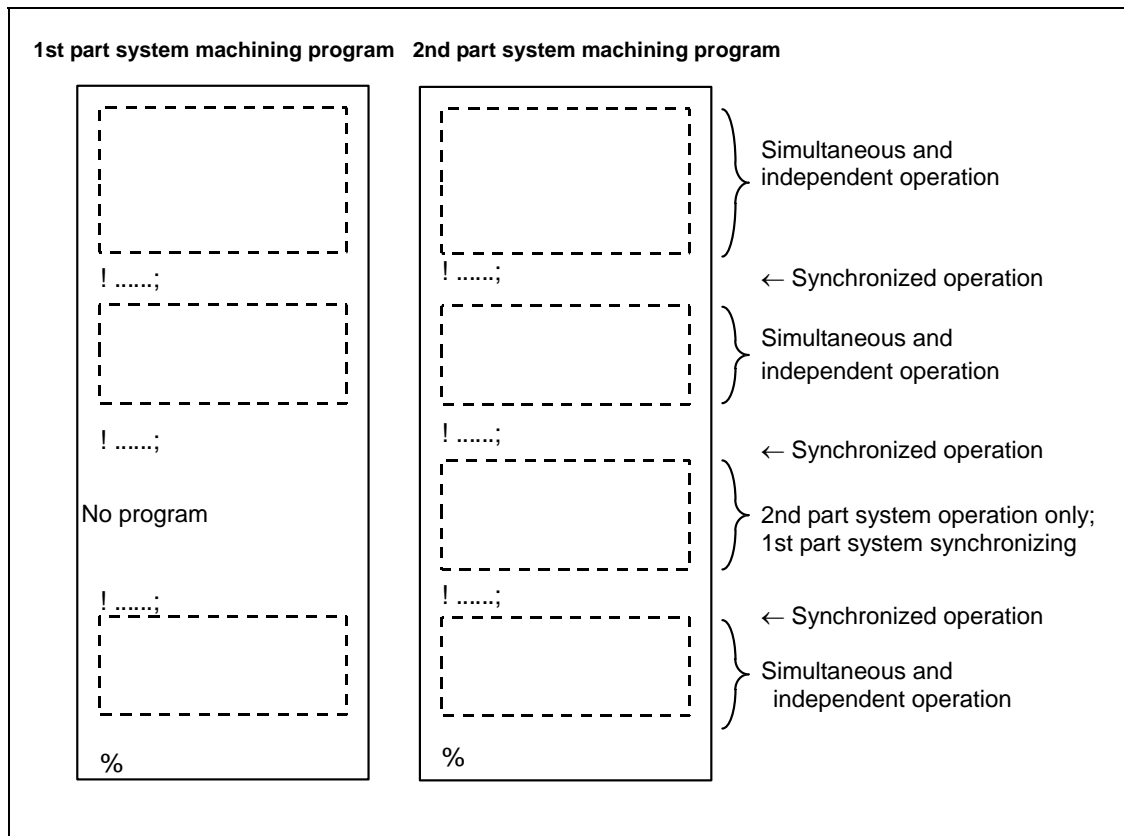 1st part system machining program 2nd part system machining program
Simultaneous and
independent operation
! ......; ! ......; ← Synchronized operation
Simultaneous and
independent operation
! ......; ! ......; ← Synchronized operation
No program 2nd part system operation only;
1st part system synchronizing
! ......; ! ......; ← Synchronized operation
Simultaneous and
independent operation
% %